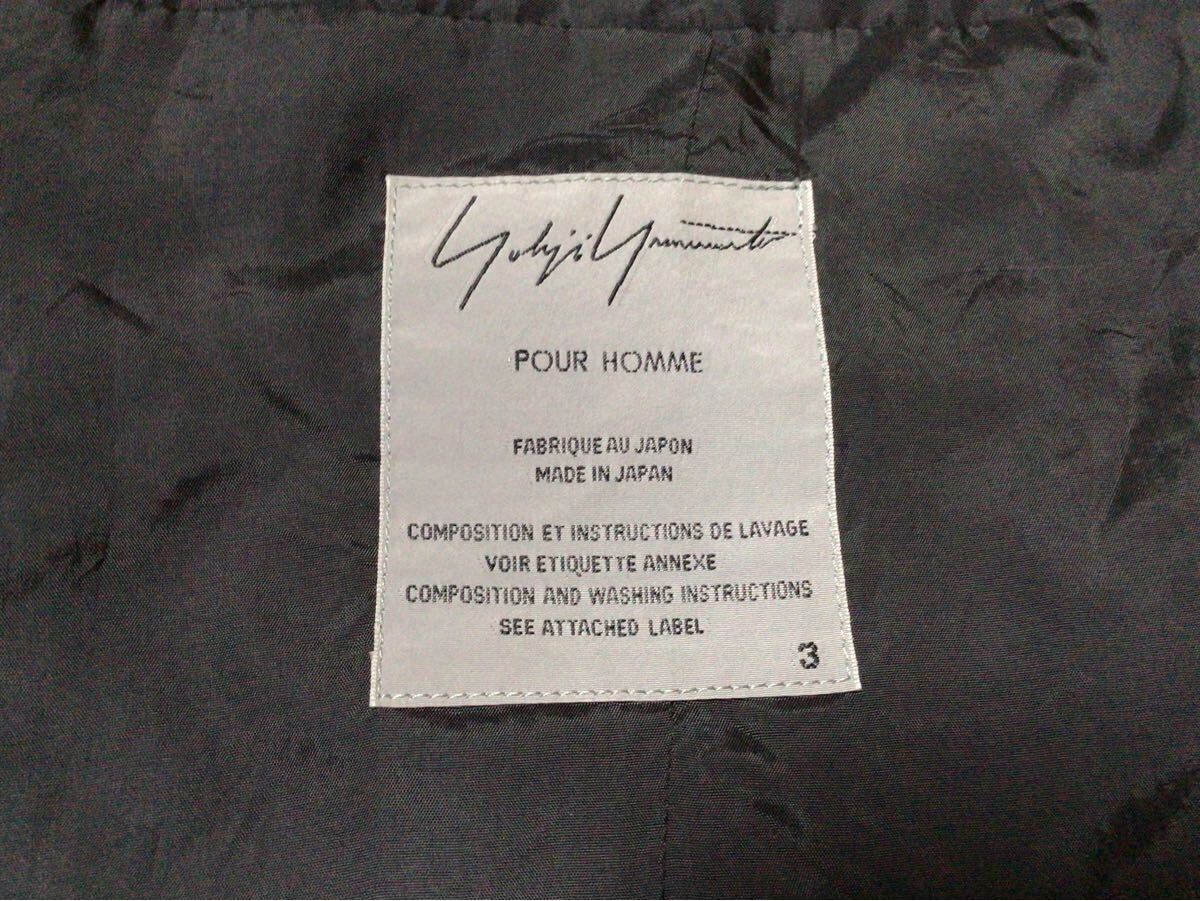 Yohji Yamamoto
POUR HOMME
FABRIQUE AU JAPON
MADE IN JAPAN
COMPOSITION ET INSTRUCTIONS DE LAVAGE
VOIR ETIQUETTE ANNEXE
COMPOSITION AND WASHING INSTRUCTIONS
SEE ATTACHED LABEL
3